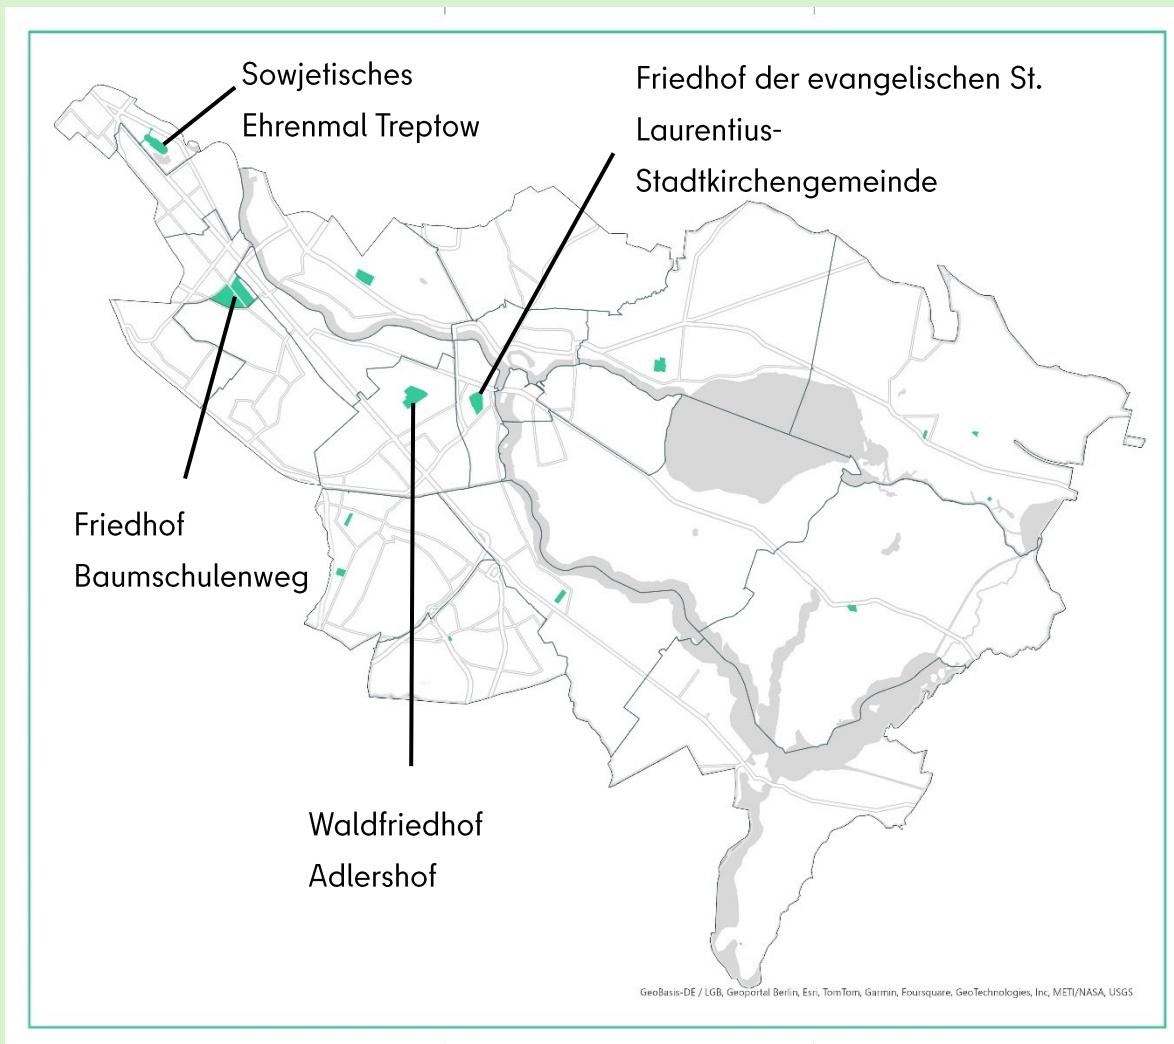 Sowjetisches
Ehrenmal Treptow
Friedhof der evangelischen St.
Laurentius-
Stadtkirchengemeinde
Friedhof
Baumschulenweg
Waldfriedhof
Adlershof
GeoBasis-DE / LGB, Geoportal Berlin, Esri, TomTom, Garmin, Foursquare, GeoTechnologies, Inc, METI/NASA, USGS